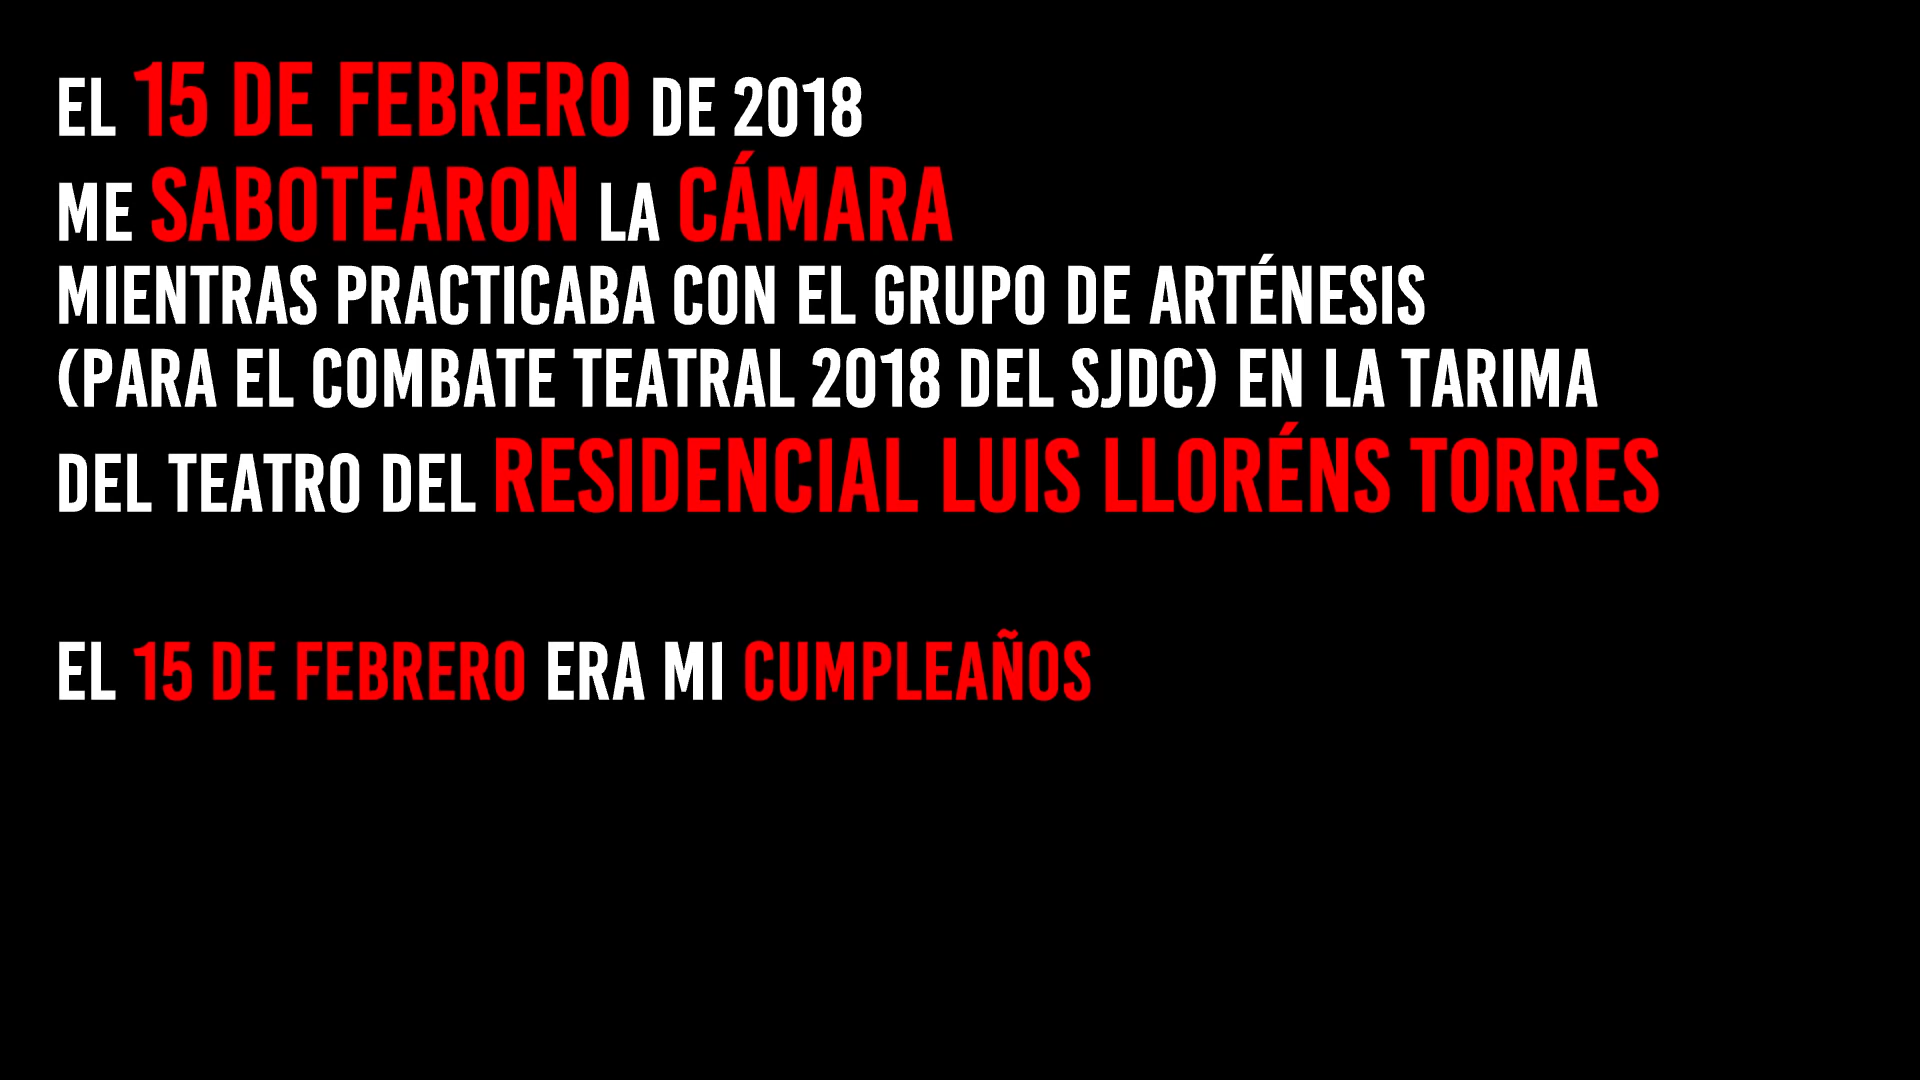 EL 15 DE FEBRERO DE 2018
ME SABOTEARON LA CÁMARA
MIENTRAS PRACTICABA CON EL GRUPO DE ARTÉNESIS
(PARA EL COMBATE TEATRAL 2018 DEL SJDC) EN LA TARIMA
DEL TEATRO DEL RESIDENCIAL LUIS LLORÉNS TORRES
EL 15 DE FEBRERO ERA MI CUMPLEAÑOS